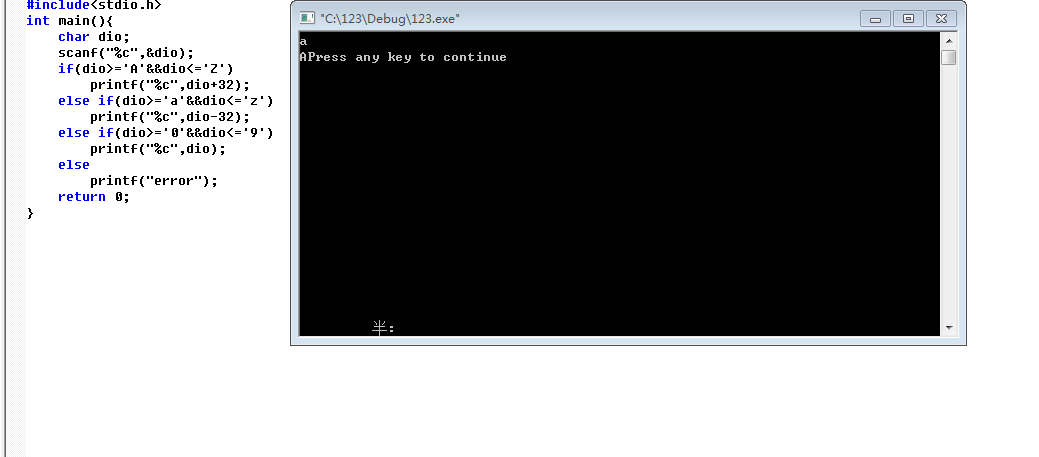 #include<stdio.h>
int main(){
    char dio;
    scanf("%c",&dio);
    if(dio>='A'&&dio<='Z')
        printf("%c",dio+32);
    else if(dio>='a'&&dio<='z')
        printf("%c",dio-32);
    else if(dio>='0'&&dio<='9')
        printf("%c",dio);
    else
        printf("error");
    return 0;
}
"C:\123\Debug\123.exe"
a
APress any key to continue
半: